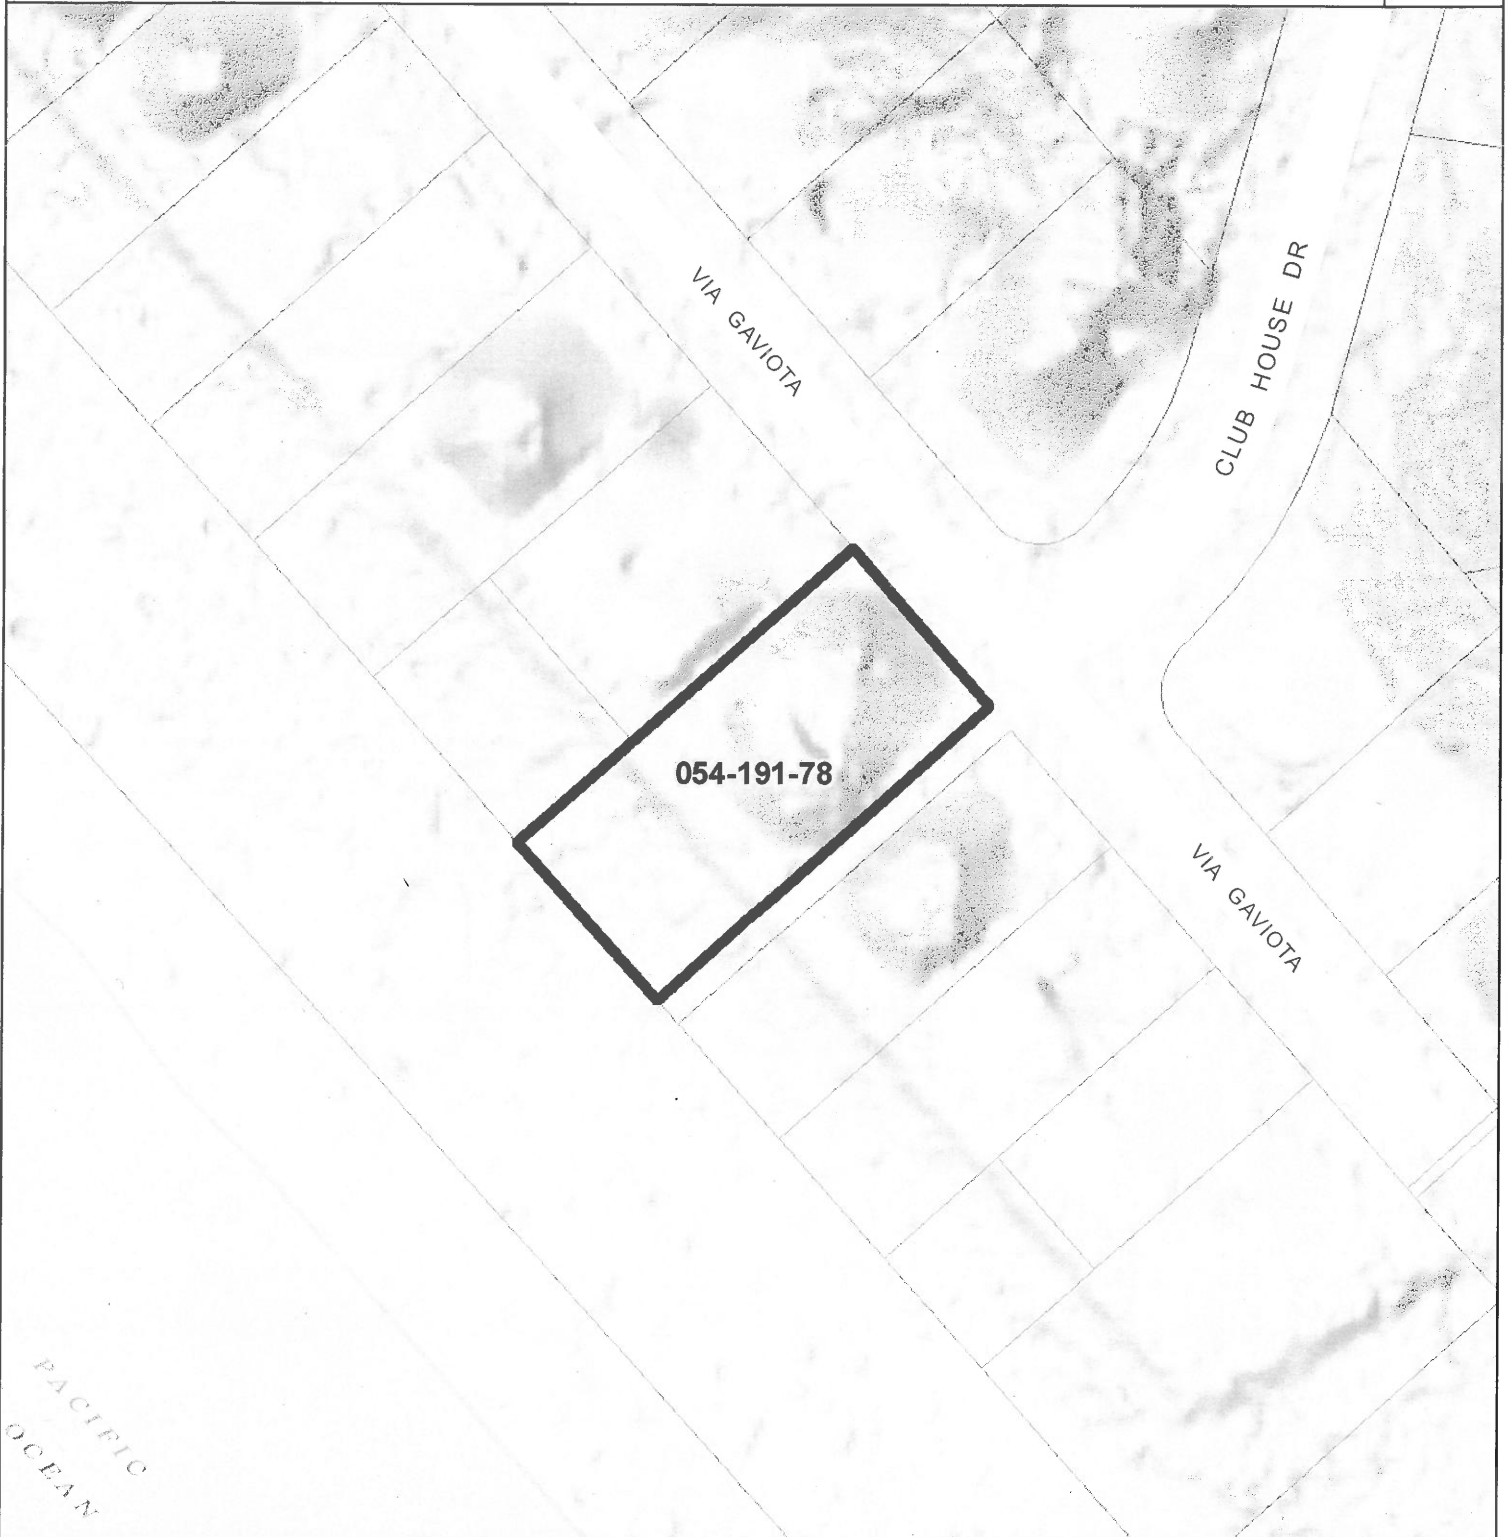 VIA GAVIOTA
CLUB HOUSE DR
054-191-78
VIA GAVIOTA
PACIFIC
OCEAN